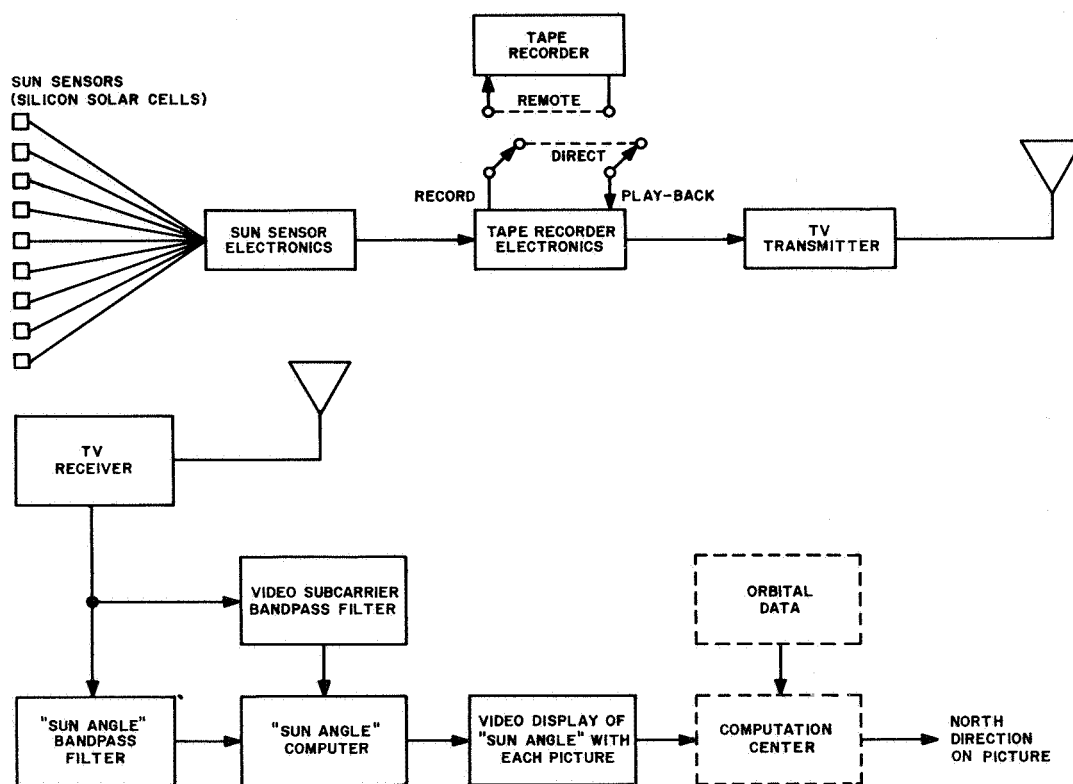 TAPE
RECORDER
SUN SENSORS
(SILICON SOLAR CELLS)
REMOTE
DIRECT
RECORD
PLAY-BACK
SUN SENSOR
ELECTRONICS
TAPE RECORDER
ELECTRONICS
TV
TRANSMITTER
TV
RECEIVER
VIDEO SUBCARRIER
BANDPASS FILTER
ORBITAL
DATA
"SUN ANGLE"
BANDPASS
FILTER
"SUN ANGLE"
COMPUTER
VIDEO DISPLAY OF
"SUN ANGLE" WITH
EACH PICTURE
COMPUTATION
CENTER
NORTH
DIRECTION
ON PICTURE